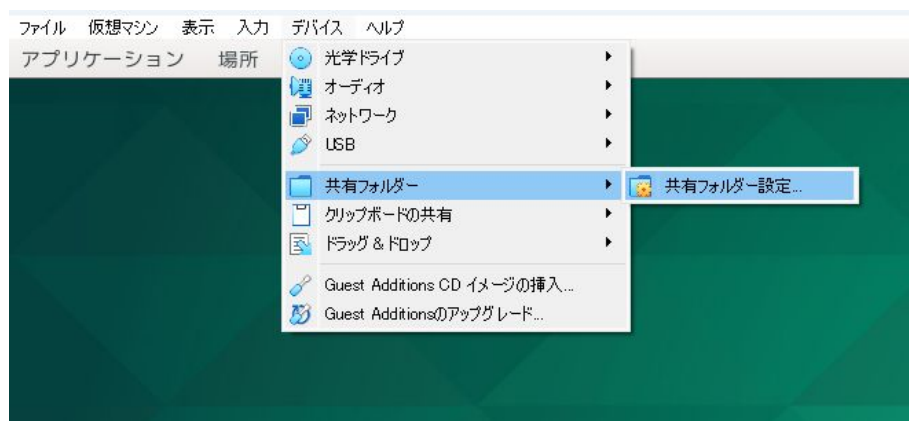 ファイル 仮想マシン 表示 入力 デバイス ヘルプ
アプリケーション 場所
光学ドライブ
オーディオ
ネットワーク
USB
共有フォルダー
共有フォルダー設定...
クリップボードの共有
ドラッグ & ドロップ
Guest Additions CD イメージの挿入...
Guest Additionsのアップグレード...